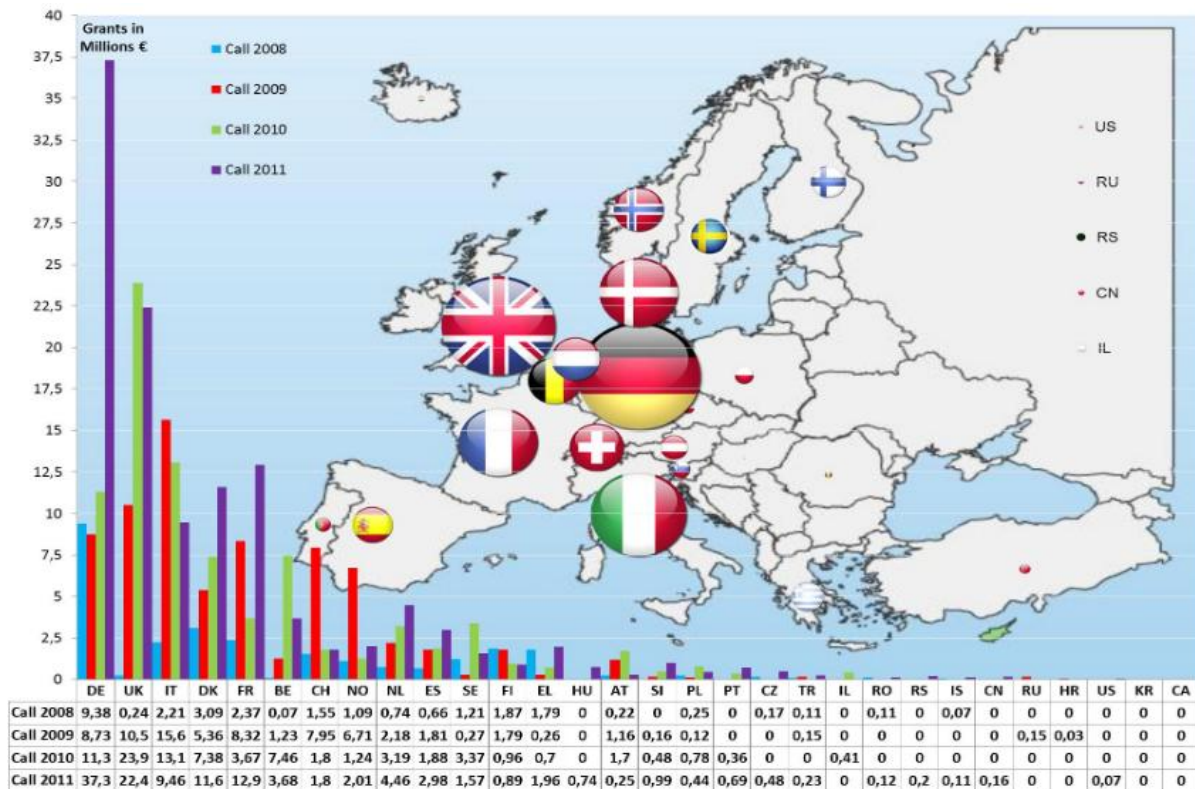 40
Grants in
Millions €
37,5
35
32,5
30
27,5
25
22,5
20
17,5
15
12,5
10
7,5
5
2,5
0
Call 2008
Call 2009
Call 2010
Call 2011
US
RU
RS
CN
IL
DE UK IT DK FR BE CH NO NL ES SE FI EL HU AT SI PL PT CZ TR IL RO RS IS CN RU HR US KR CA
Call 2008 9,38 0,24 2,21 3,09 2,37 0,07 1,55 1,09 0,74 0,66 1,21 1,87 1,79 0 0,22 0 0,25 0,17 0,11 0 0,11 0 0,07 0 0 0 0 0 0
Call 2009 8,73 10,5 15,6 5,36 8,32 1,23 7,95 6,71 2,18 1,81 0,27 1,79 0,26 0 1,16 0,16 0,12 0,15 0 0 0 0 0 0,15 0,03 0 0 0
Call 2010 11,3 23,9 13,1 7,38 3,67 7,46 1,8 1,24 3,19 1,88 3,37 0,96 0,7 0 1,7 0,48 0,78 0,36 0 0 0,41 0 0 0 0 0 0 0 0 0
Call 2011 37,3 22,4 9,46 11,6 12,9 3,68 1,8 2,01 4,46 2,98 1,57 0,89 1,96 0,74 0,25 0,99 0,44 0,69 0,48 0,23 0 0,12 0,2 0,11 0,16 0 0 0,07 0 0